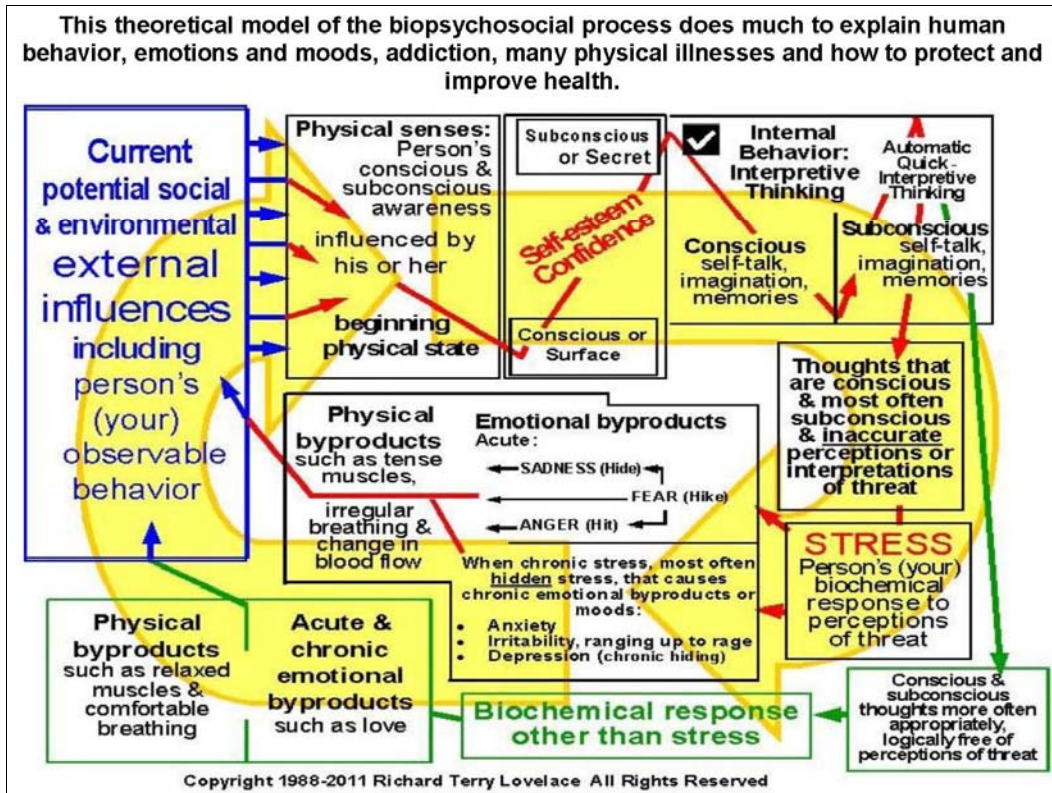 This theoretical model of the biopsychosocial process does much to explain human
behavior, emotions and moods, addiction, many physical illnesses and how to protect and
improve health.
Current
potential social
& environmental
external
influences
including
person's
(your)
observable
behavior
Physical senses:
Person's
conscious &
subconscious
awareness
influenced by
his or her
beginning
physical state
Subconscious
or Secret
Self-esteem
Confidence
Conscious or
Surface
Internal
Behavior:
Interpretive
Thinking
Conscious
self-talk,
imagination,
memories
Automatic
Quick-
Interpretive
Thinking
Subconscious
self-talk,
imagination,
memories
Thoughts that
are conscious
& most often
subconscious
& inaccurate
perceptions or
interpretations
of threat
STRESS
Person's (your)
biochemical
response to
perceptions
of threat
Physical
byproducts
such as tense
muscles,
irregular
breathing &
change in
blood flow
Emotional byproducts
Acute:
SADNESS (Hide)
FEAR (Hike)
ANGER (Hit)
When chronic stress, most often
hidden stress, that causes
chronic emotional byproducts or
moods:
• Anxiety
• Irritability, ranging up to rage
• Depression (chronic hiding)
Physical
byproducts
such as relaxed
muscles &
comfortable
breathing
Acute &
chronic
emotional
byproducts
such as love
Biochemical response
other than stress
Conscious &
subconscious
thoughts more often
appropriately,
logically free of
perceptions of threat
Copyright 1988-2011 Richard Terry Lovelace All Rights Reserved